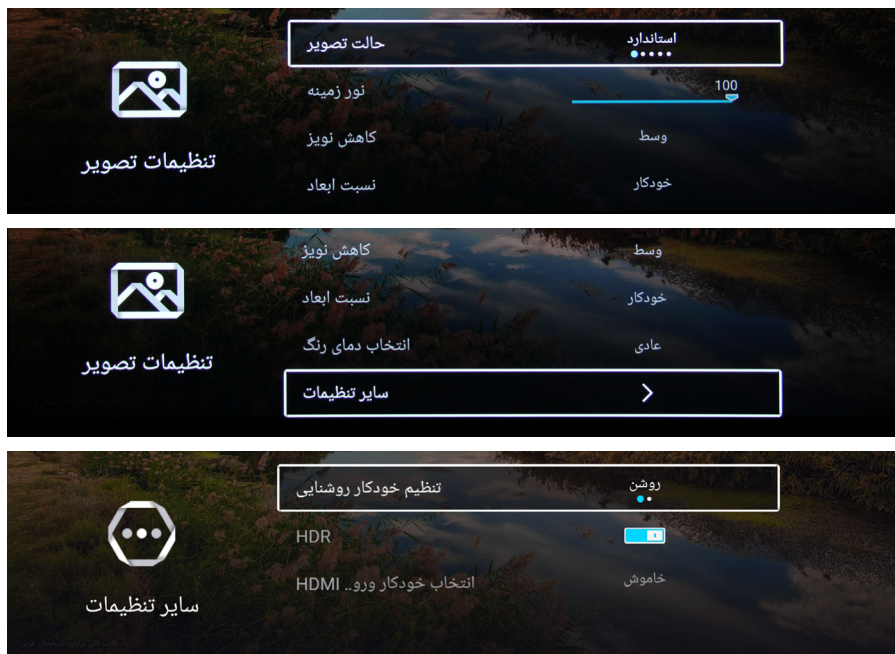 حالت تصویر
استاندارد
نور زمینه
100
کاهش نویز
وسط
نسبت ابعاد
خودکار
تنظیمات تصویر
کاهش نویز
وسط
نسبت ابعاد
خودکار
انتخاب دمای رنگ
عادی
سایر تنظیمات
تنظیمات تصویر
تنظیم خودکار روشنایی
روشن
HDR
انتخاب خودکار ورو.. HDMI
خاموش
سایر تنظیمات